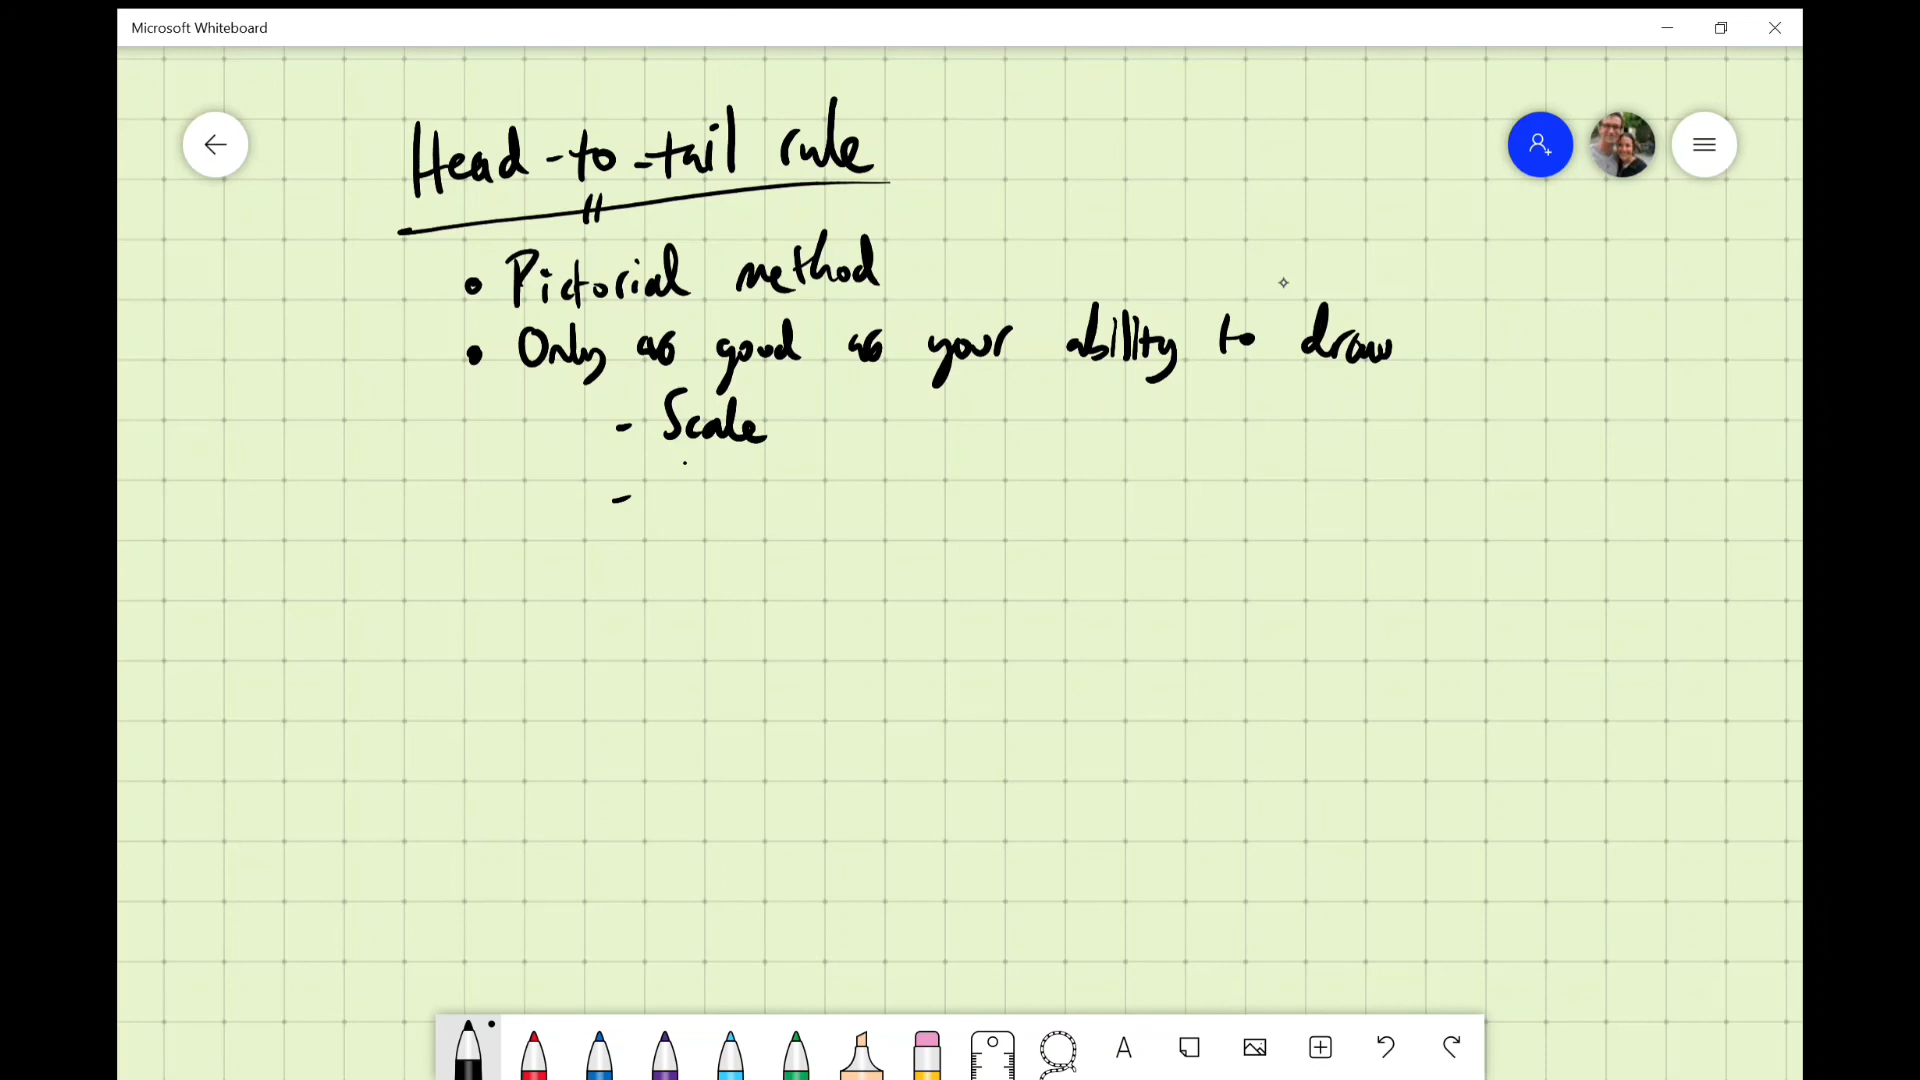 Microsoft Whiteboard
Head-to-tail rule
• Pictorial method
• Only as good as your ability to draw
- Scale
-